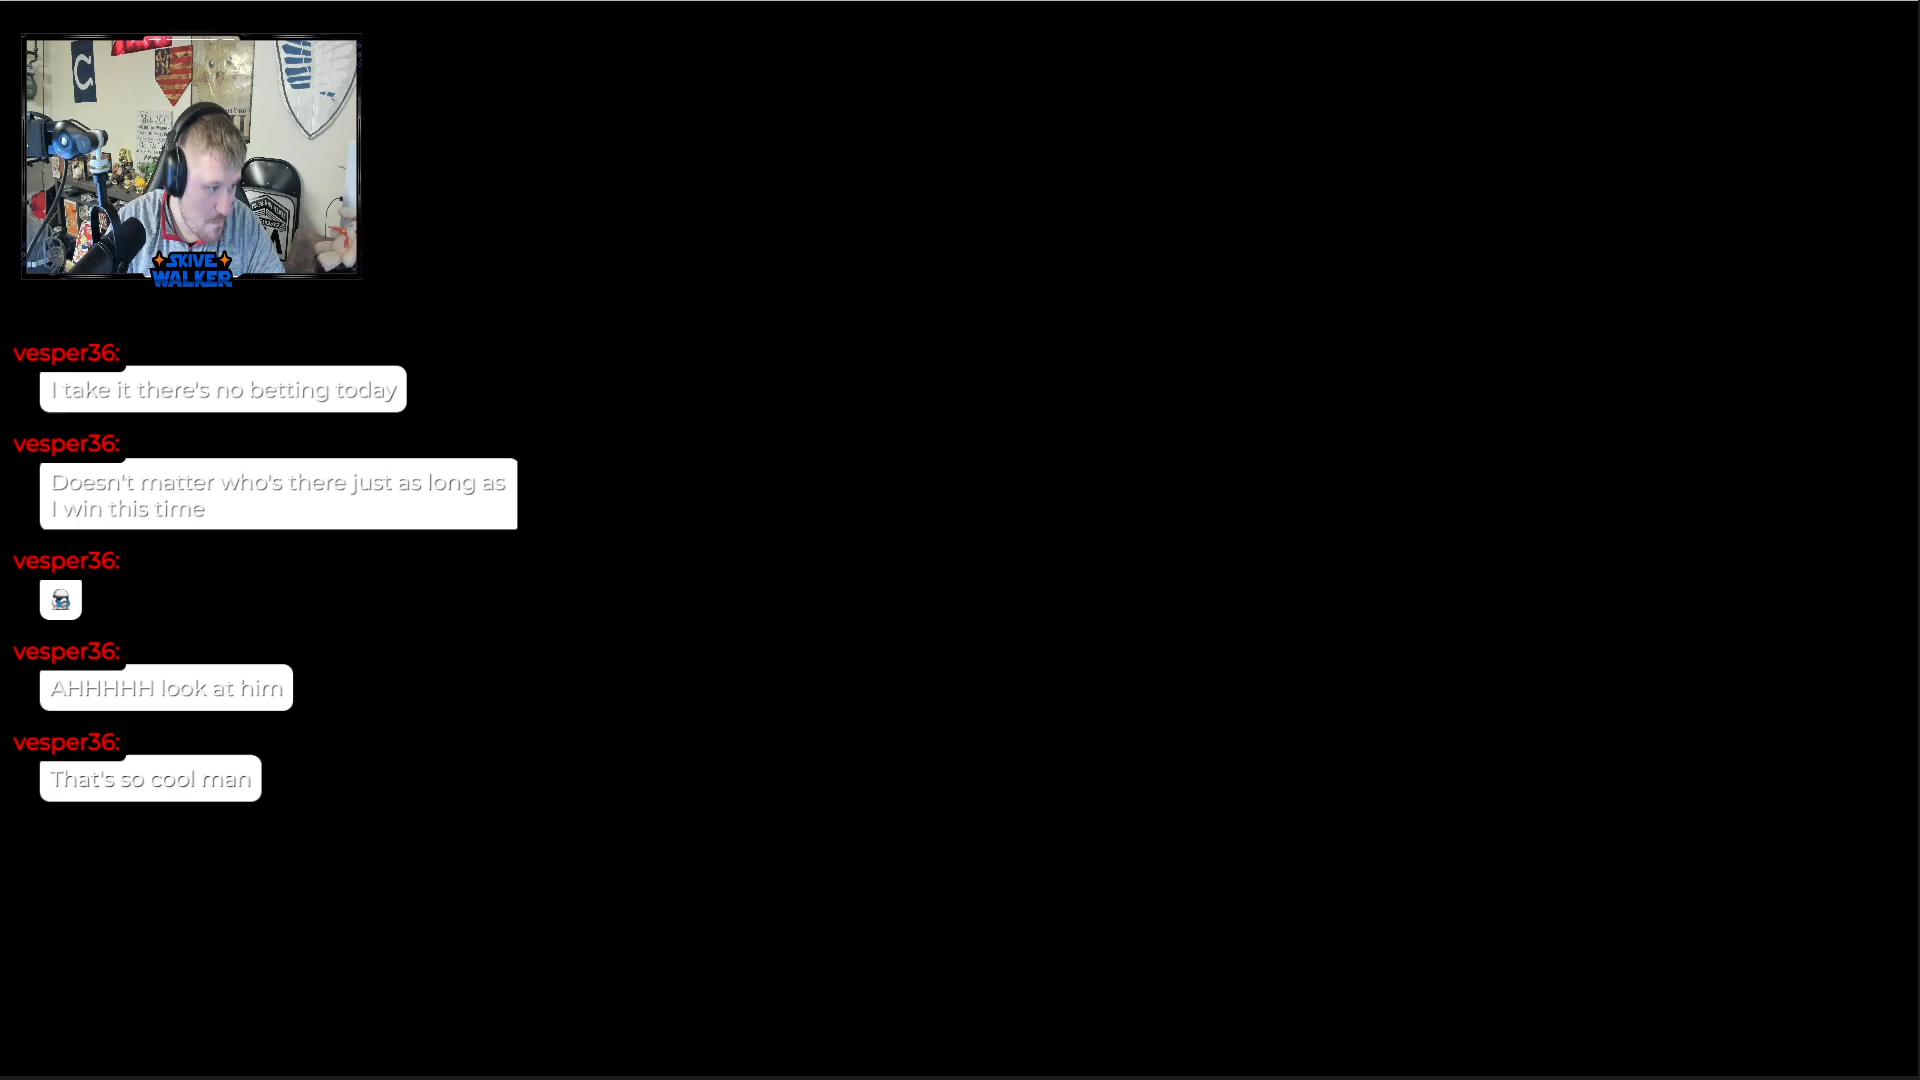 C
SKIVE
WALKER
vesper36:
I take it there's no betting today
vesper36:
Doesn't matter who's there just as long as
I win this time
vesper36:
vesper36:
AHHHHH look at him
vesper36:
That's so cool man